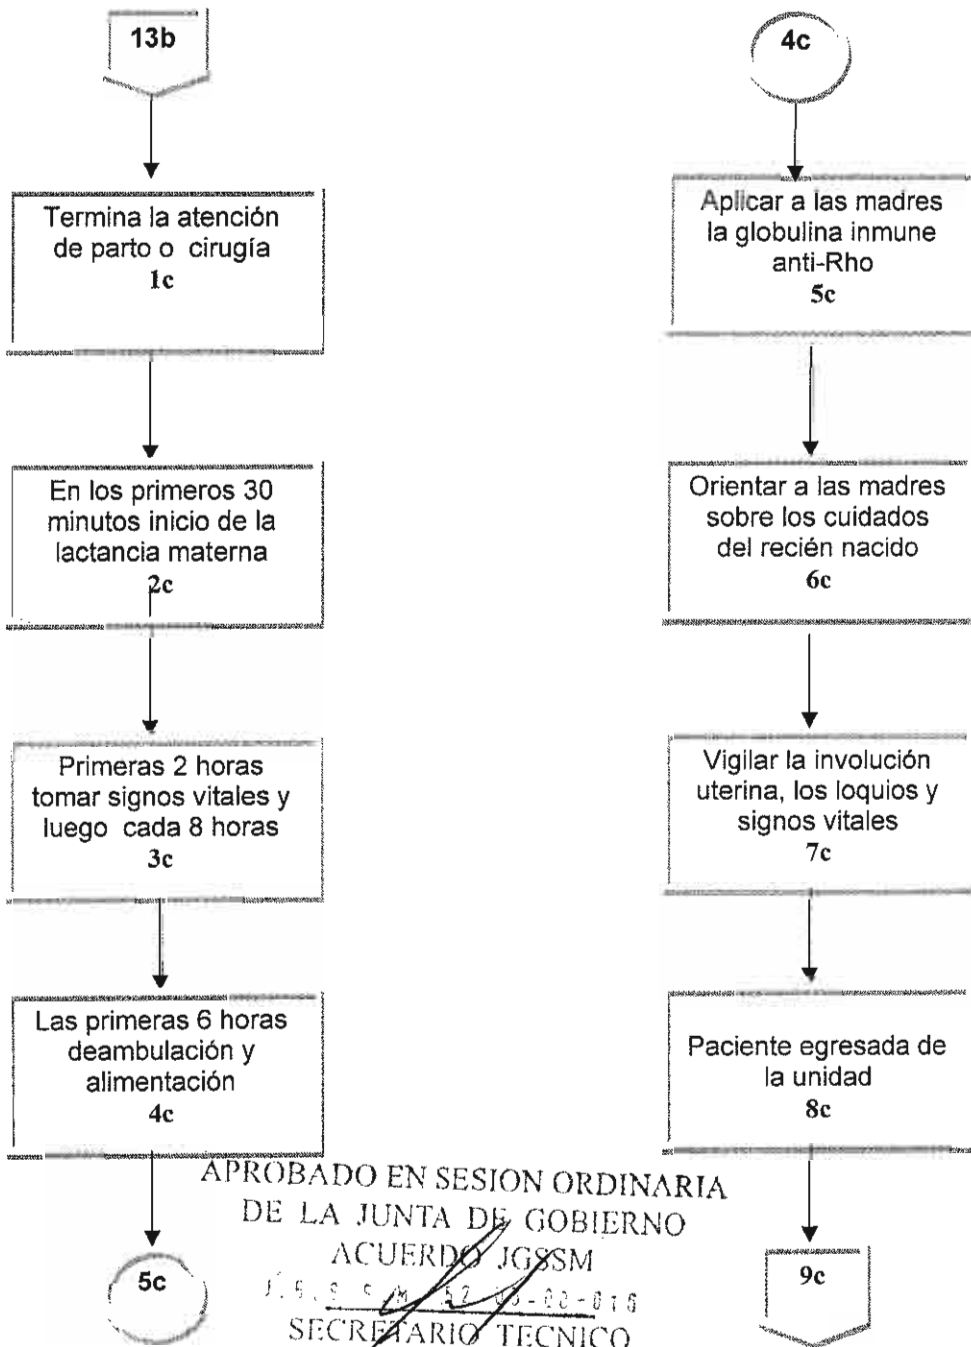 13b
Termina la atención
de parto o cirugía
1c
En los primeros 30
minutos inicio de la
lactancia materna
2c
Primeras 2 horas
tomar signos vitales y
luego cada 8 horas
3c
Las primeras 6 horas
deambulación y
alimentación
4c
5c
4c
Aplicar a las madres
la globulina inmune
anti-Rho
5c
Orientar a las madres
sobre los cuidados
del recién nacido
6c
Vigilar la involución
uterina, los loquios y
signos vitales
7c
Paciente egresada de
la unidad
8c
9c
APROBADO EN SESION ORDINARIA
DE LA JUNTA DE GOBIERNO
ACUERDO JGSSM
SECRETARIO TECNICO